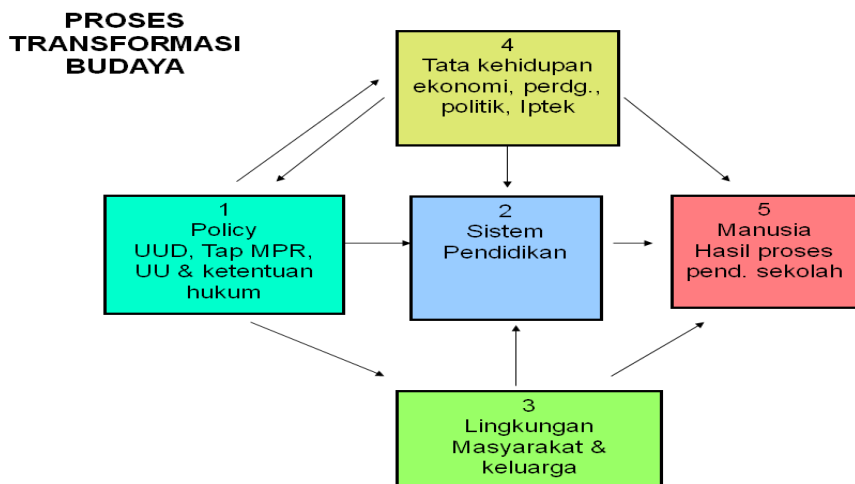 PROSES
TRANSFORMASI
BUDAYA
4
Tata kehidupan
ekonomi, perdg.,
politik, Iptek
1
Policy
UUD, Tap MPR,
UU & ketentuan
hukum
2
Sistem
Pendidikan
5
Manusia
Hasil proses
pend. sekolah
3
Lingkungan
Masyarakat &
keluarga